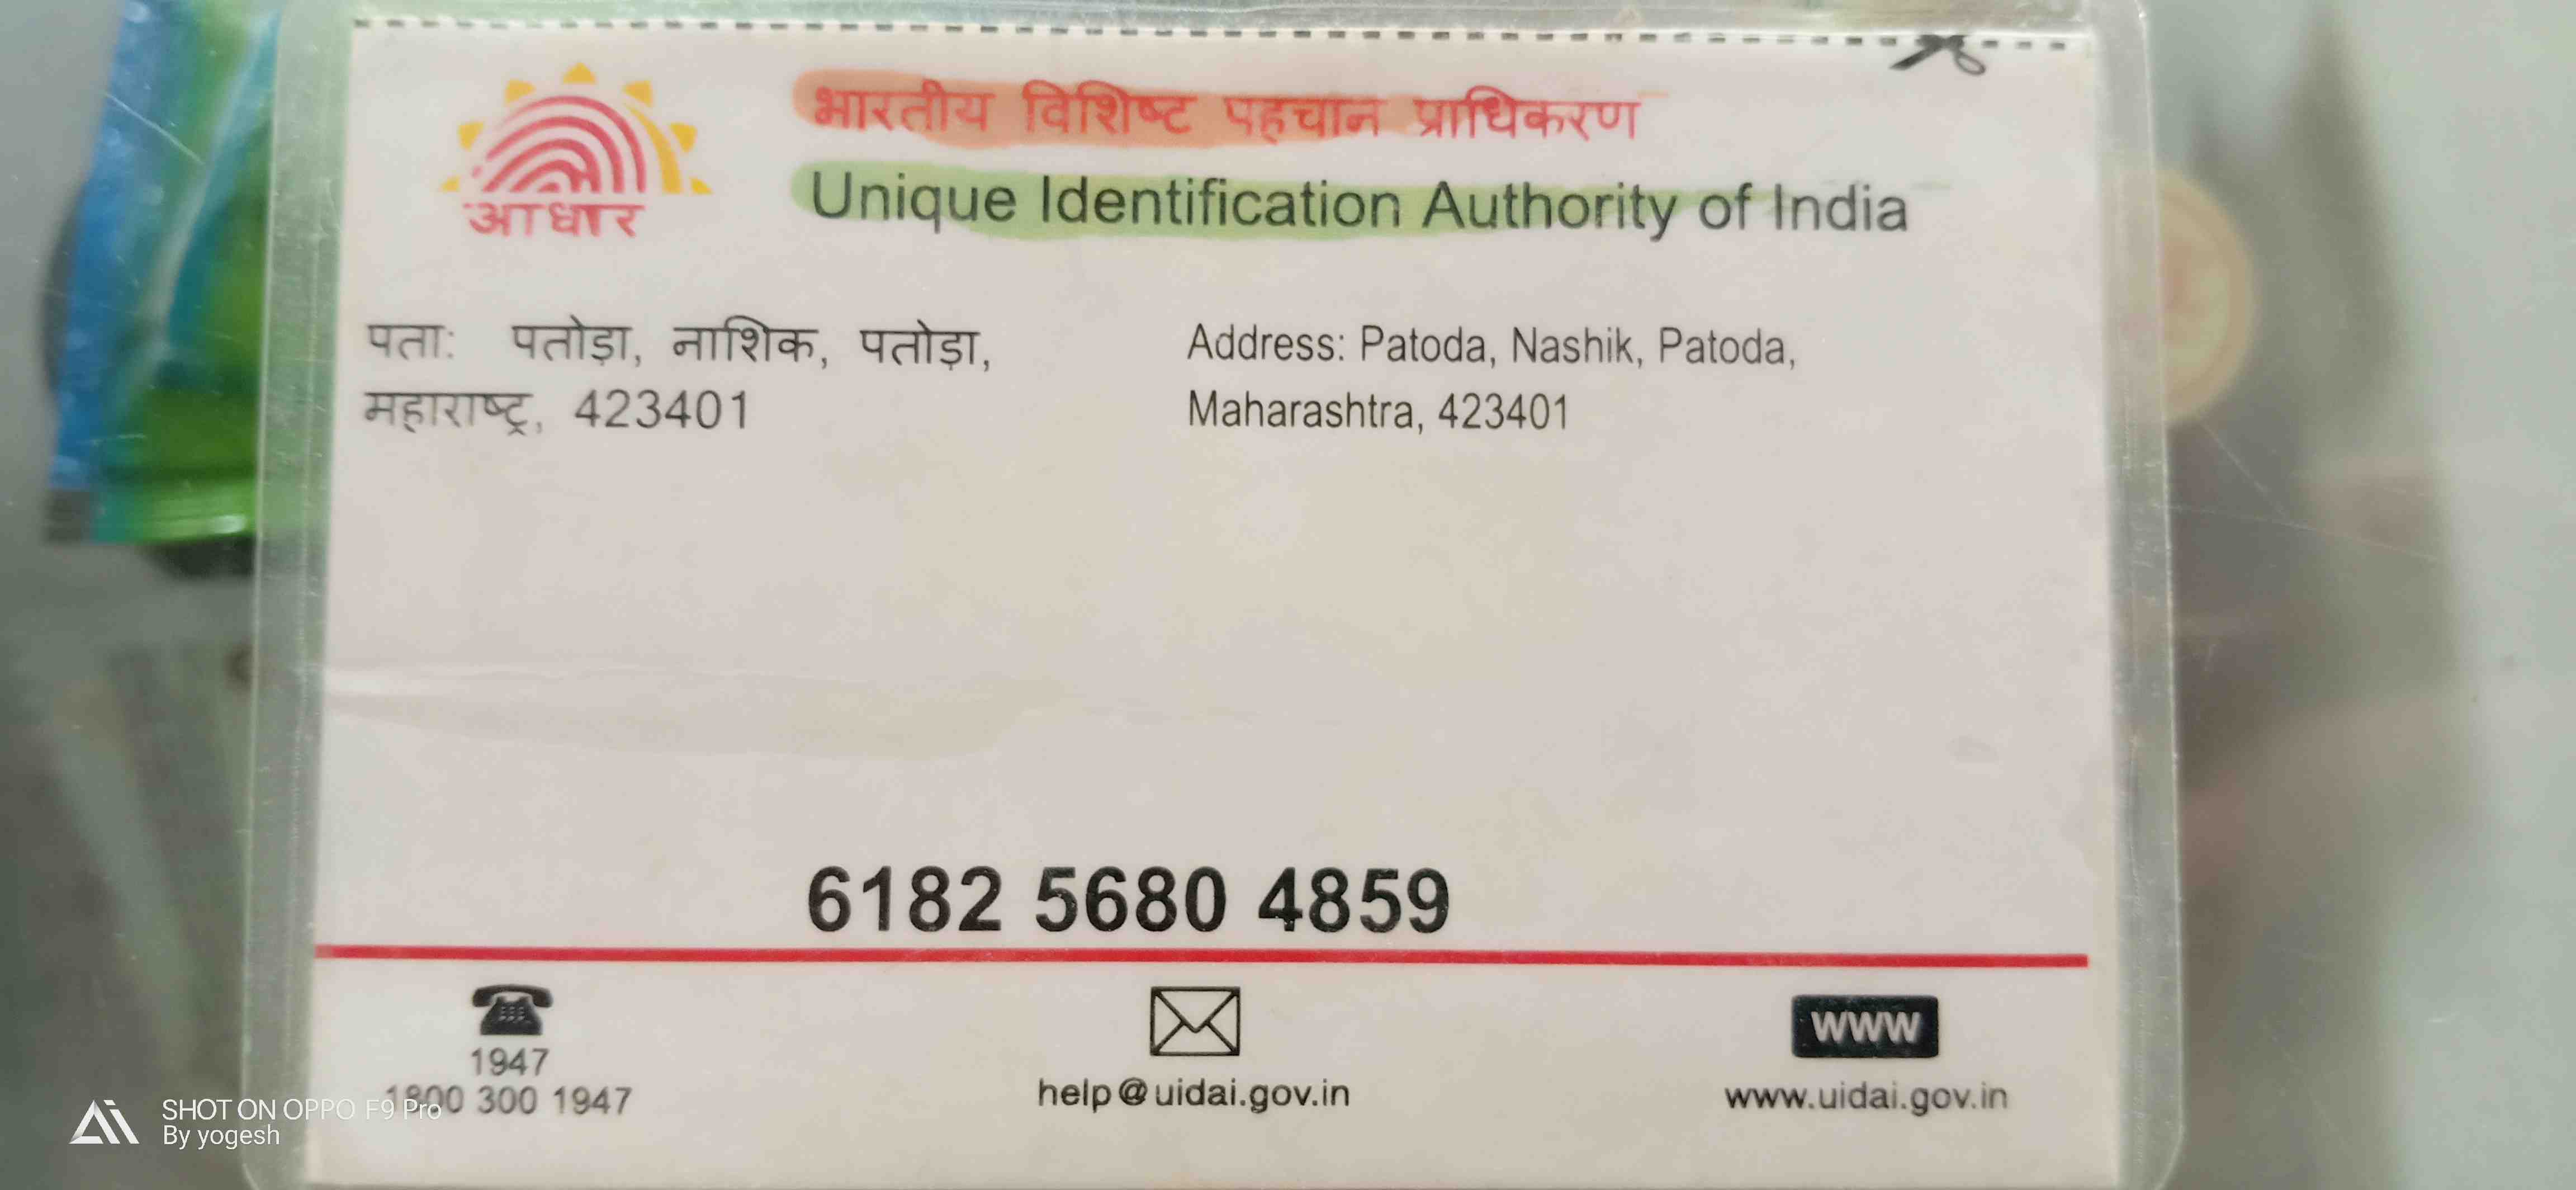 भारतीय विशिष्ट पहचान प्राधिकरण
Unique Identification Authority of India
आधार
पताः पतोड़ा, नाशिक, पतोड़ा,
महाराष्ट्र, 423401
Address: Patoda, Nashik, Patoda,
Maharashtra, 423401
6182 5680 4859
1947
1800 300 1947
help@uidai.gov.in
WWW
www.uidai.gov.in
SHOT ON OPPO F9 Pro
By yogesh